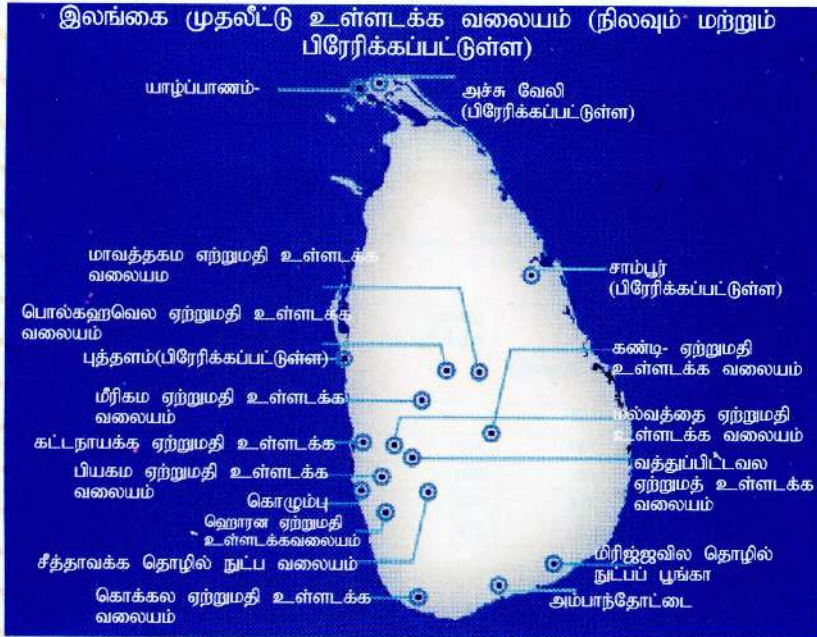 இலங்கை முதலீட்டு உள்ளடக்க வலையம் (நிலவும் மற்றும்
பிரேரிக்கப்பட்டுள்ள)
யாழ்ப்பாணம்-
அச்சு வேலி
(பிரேரிக்கப்பட்டுள்ள)
மாவத்தகம எற்றுமதி உள்ளடக்க
வலையம
சாம்பூர்
(பிரேரிக்கப்பட்டுள்ள)
பொல்கஹவெல ஏற்றுமதி உள்ளடக்க
வலையம்
புத்தளம்(பிரேரிக்கப்பட்டுள்ள)
கண்டி- ஏற்றுமதி
உள்ளடக்க வலையம்
மீரிகம ஏற்றுமதி உள்ளடக்க
வலையம்
மல்வத்தை ஏற்றுமதி
உள்ளடக்க வலையம்
கட்டநாயக்க ஏற்றுமதி உள்ளடக்க
வத்துப்பிட்டவல
ஏற்றுமத் உள்ளடக்க
வலையம்
பியகம ஏற்றுமதி உள்ளடக்க
வலையம்
கொழும்பு
ஹொரன ஏற்றுமதி
உள்ளடக்கவலையம்
சீத்தாவக்க தொழில் நுட்ப வலையம்
மிரிஜ்ஜவில தொழில்
நுட்பப் பூங்கா
கொக்கல ஏற்றுமதி உள்ளடக்க
வலையம்
அம்பாந்தோட்டை